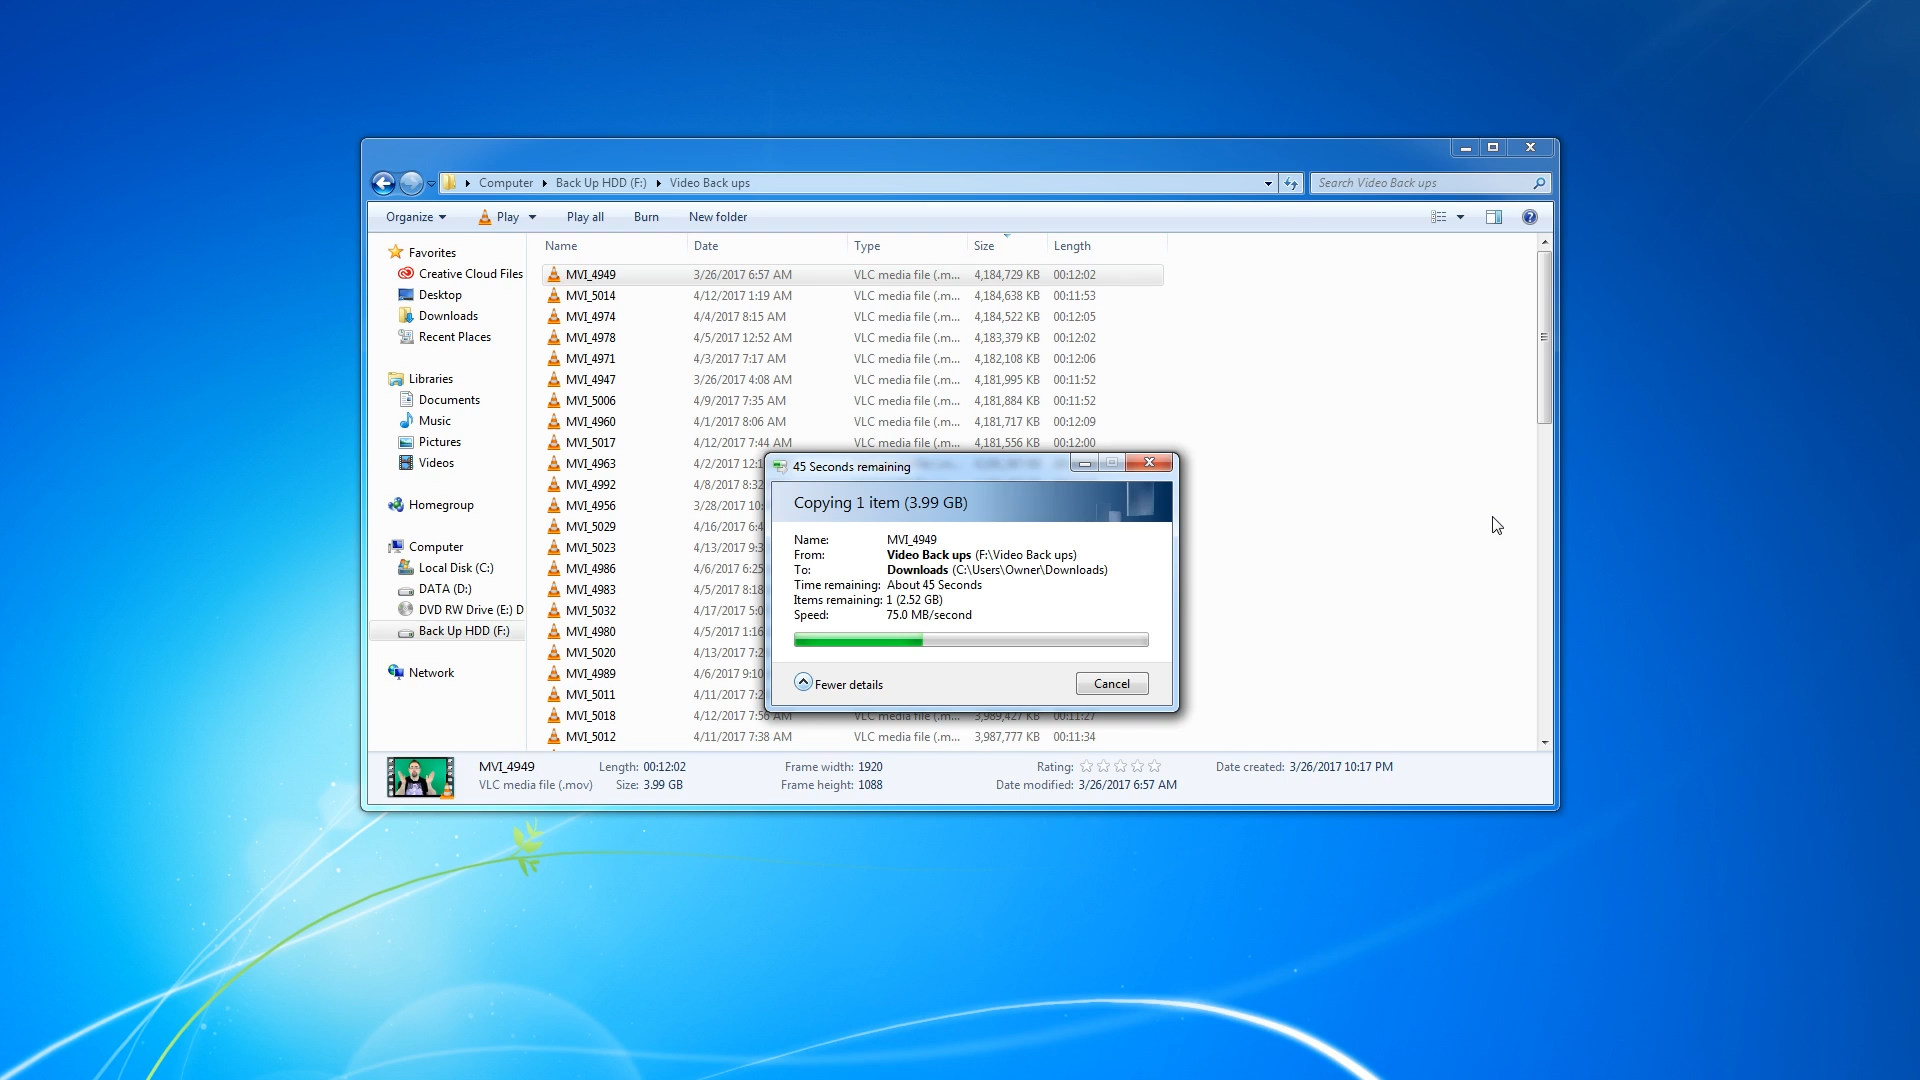 Computer Back Up HDD (F:) Video Back ups Search Video Back ups
Organize Play Play all Burn New folder
Name Date Type Size Length
Favorites
Creative Cloud Files
Desktop
Downloads
Recent Places
Libraries
Documents
Music
Pictures
Videos
Homegroup
Computer
Local Disk (C:)
DATA (D:)
DVD RW Drive (E:) D
Back Up HDD (F:)
Network
MVI_4949 3/26/2017 6:57 AM VLC media file (.m... 4,184,729 KB 00:12:02
MVI_5014 4/12/2017 1:19 AM VLC media file (.m... 4,184,638 KB 00:11:53
MVI_4974 4/4/2017 8:15 AM VLC media file (.m... 4,184,522 KB 00:12:05
MVI_4978 4/5/2017 12:52 AM VLC media file (.m... 4,183,379 KB 00:12:02
MVI_4971 4/3/2017 7:17 AM VLC media file (.m... 4,182,108 KB 00:12:06
MVI_4947 3/26/2017 4:08 AM VLC media file (.m... 4,181,995 KB 00:11:52
MVI_5006 4/9/2017 7:35 AM VLC media file (.m... 4,181,884 KB 00:11:52
MVI_4960 4/1/2017 8:06 AM VLC media file (.m... 4,181,717 KB 00:12:09
MVI_5017 4/12/2017 7:44 AM VLC media file (.m... 4,181,556 KB 00:12:00
MVI_4963 4/2/2017 12:1
MVI_4992 4/8/2017 8:32
MVI_4956 3/28/2017 10:
MVI_5029 4/16/2017 6:4
MVI_5023 4/13/2017 9:3
MVI_4986 4/6/2017 6:25
MVI_4983 4/5/2017 8:18
MVI_5032 4/17/2017 5:0
MVI_4980 4/5/2017 1:16
MVI_5020 4/13/2017 7:2
MVI_4989 4/6/2017 9:10
MVI_5011 4/11/2017 7:2
MVI_5018 4/12/2017 7:56 AM VLC media file (.m... 3,989,427 KB 00:11:27
MVI_5012 4/11/2017 7:38 AM VLC media file (.m... 3,987,777 KB 00:11:34
45 Seconds remaining
Copying 1 item (3.99 GB)
Name: MVI_4949
From: Video Back ups (F:\Video Back ups)
To: Downloads (C:\Users\Owner\Downloads)
Time remaining: About 45 Seconds
Items remaining: 1 (2.52 GB)
Speed: 75.0 MB/second
Fewer details Cancel
MVI_4949 Length: 00:12:02 Frame width: 1920 Rating: Date created: 3/26/2017 10:17 PM
VLC media file (.mov) Size: 3.99 GB Frame height: 1088 Date modified: 3/26/2017 6:57 AM